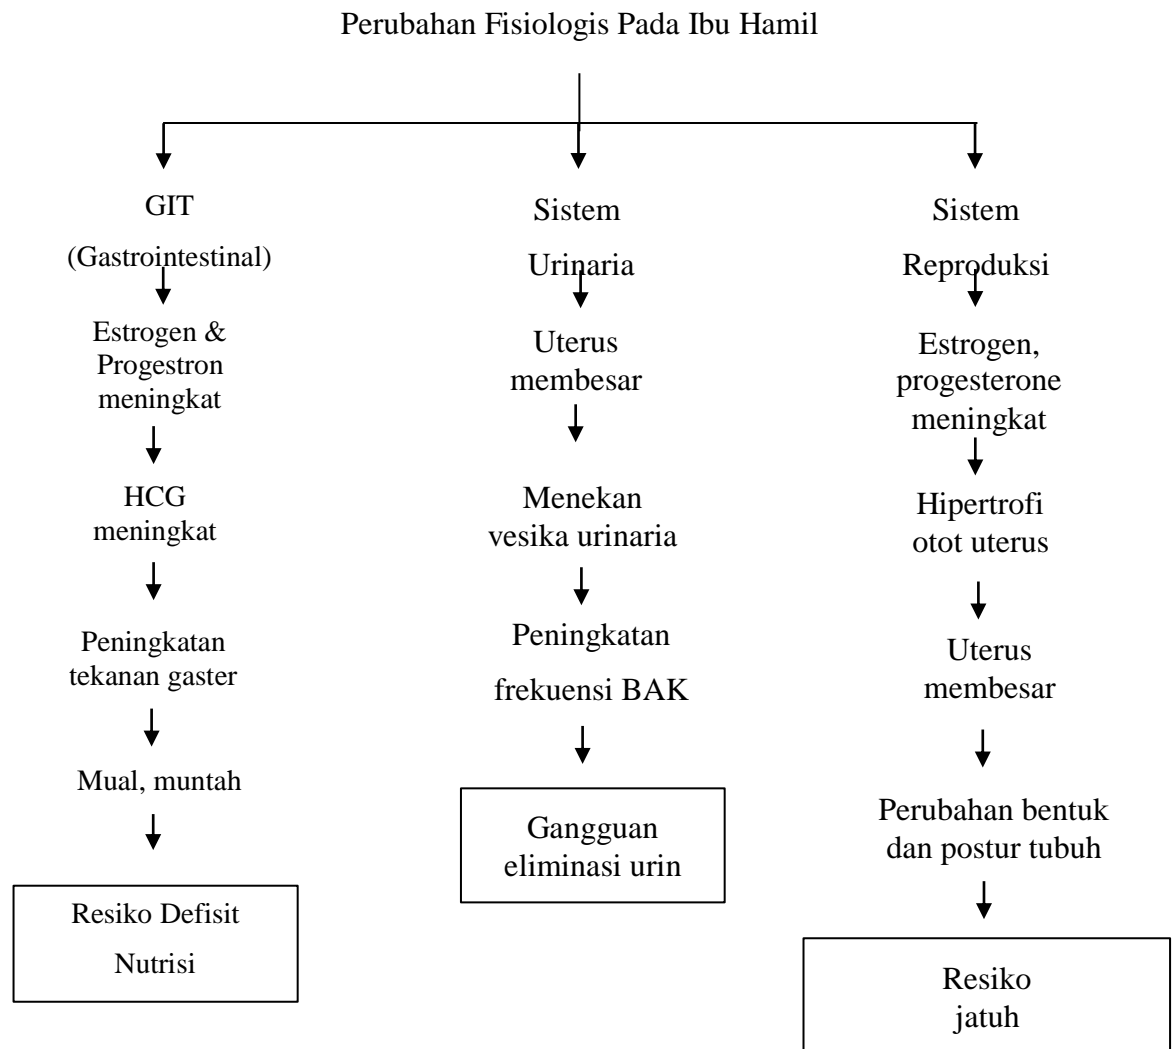 Perubahan Fisiologis Pada Ibu Hamil
GIT
(Gastrointestinal)
Estrogen &
Progestron
meningkat
HCG
meningkat
Peningkatan
tekanan gaster
Mual, muntah
Resiko Defisit
Nutrisi
Sistem
Urinaria
Uterus
membesar
Menekan
vesika urinaria
Peningkatan
frekuensi BAK
Gangguan
eliminasi urin
Sistem
Reproduksi
Estrogen,
progesterone
meningkat
Hipertrofi
otot uterus
Uterus
membesar
Perubahan bentuk
dan postur tubuh
Resiko
jatuh